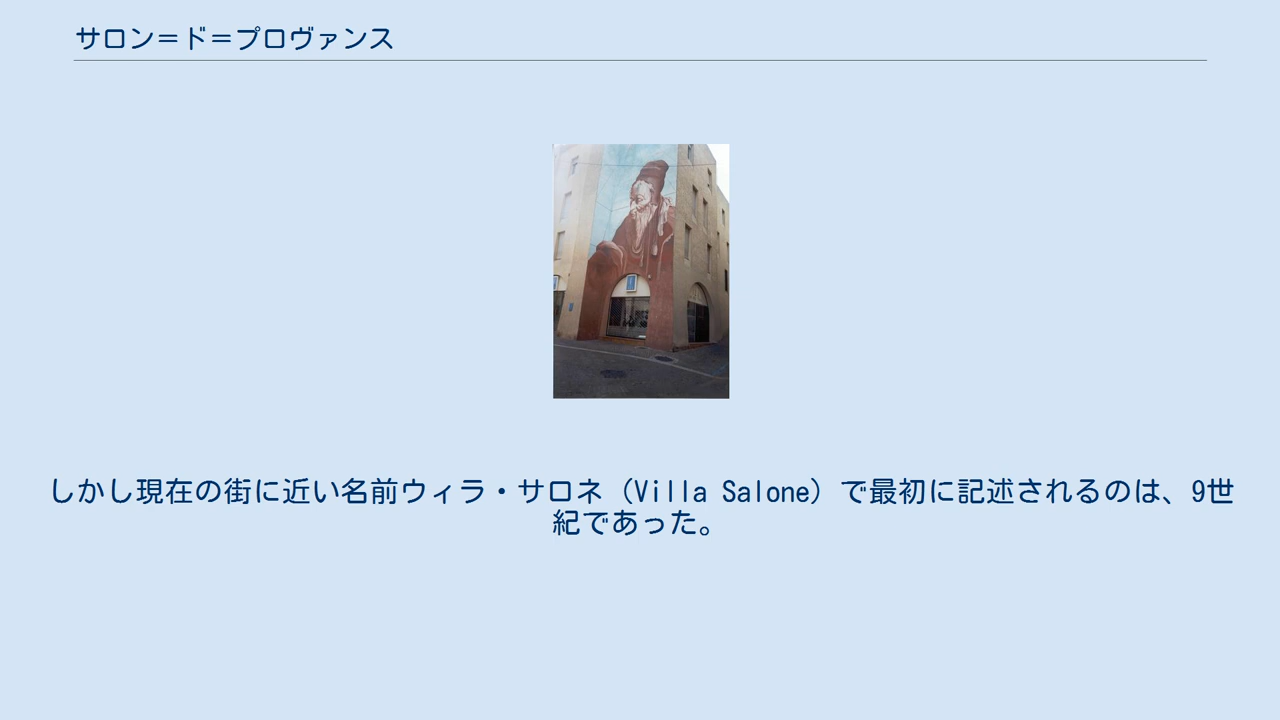 サロン＝ド＝プロヴァンス
しかし現在の街に近い名前ウィラ・サロネ（Villa Salone）で最初に記述されるのは、9世
紀であった。